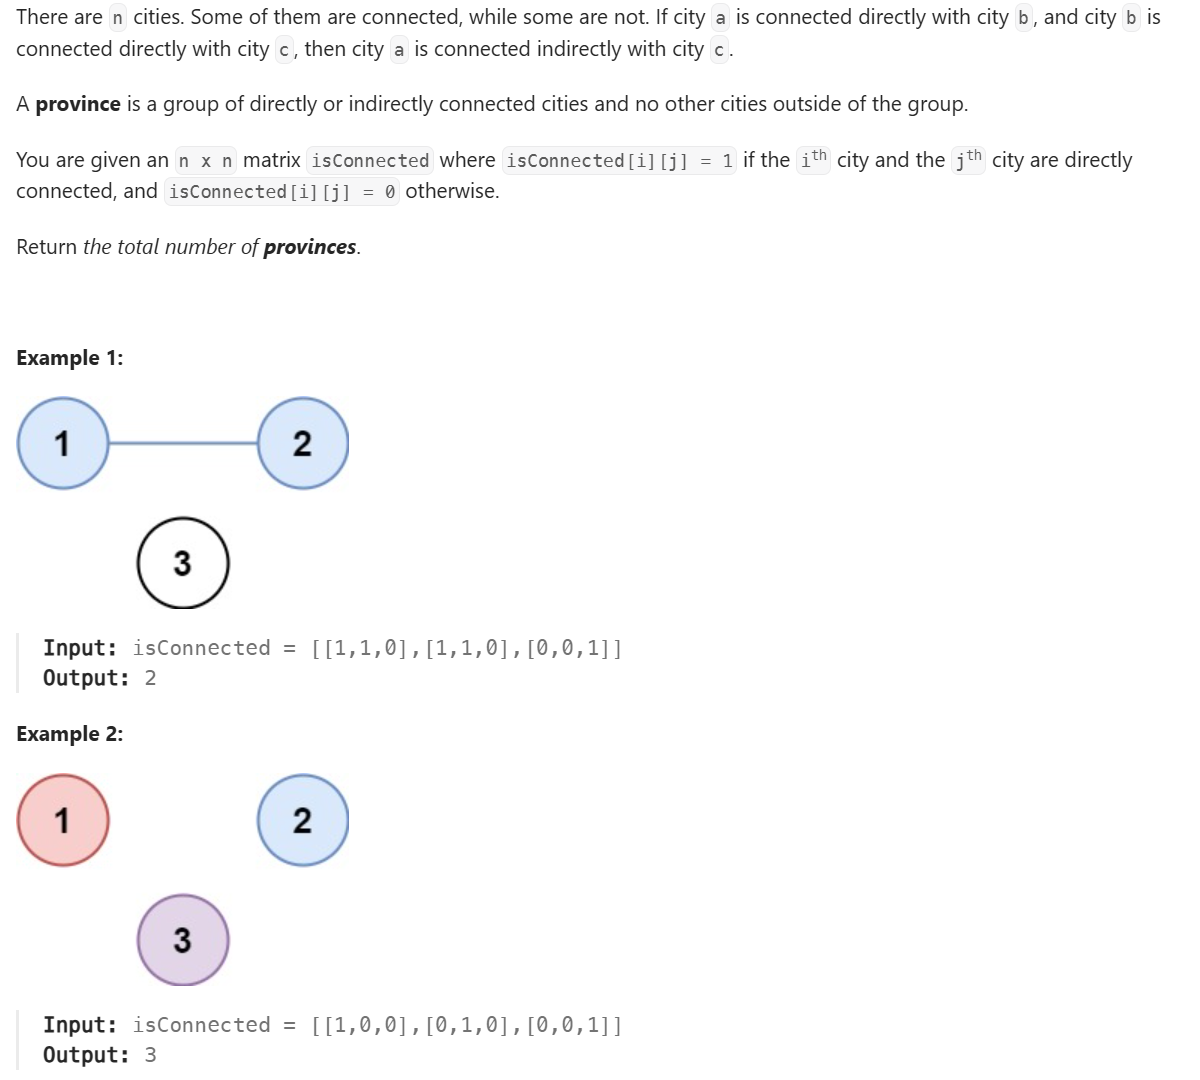 There are n cities. Some of them are connected, while some are not. If city a is connected directly with city b, and city b is
connected directly with city c, then city a is connected indirectly with city c.
A province is a group of directly or indirectly connected cities and no other cities outside of the group.
You are given an n x n matrix isConnected where isConnected[i][j] = 1 if the ith city and the jth city are directly
connected, and isConnected[i][j] = 0 otherwise.
Return the total number of provinces.
Example 1:
1
2
3
Input: isConnected = [[1,1,0],[1,1,0],[0,0,1]]
Output: 2
Example 2:
1
2
3
Input: isConnected = [[1,0,0],[0,1,0],[0,0,1]]
Output: 3